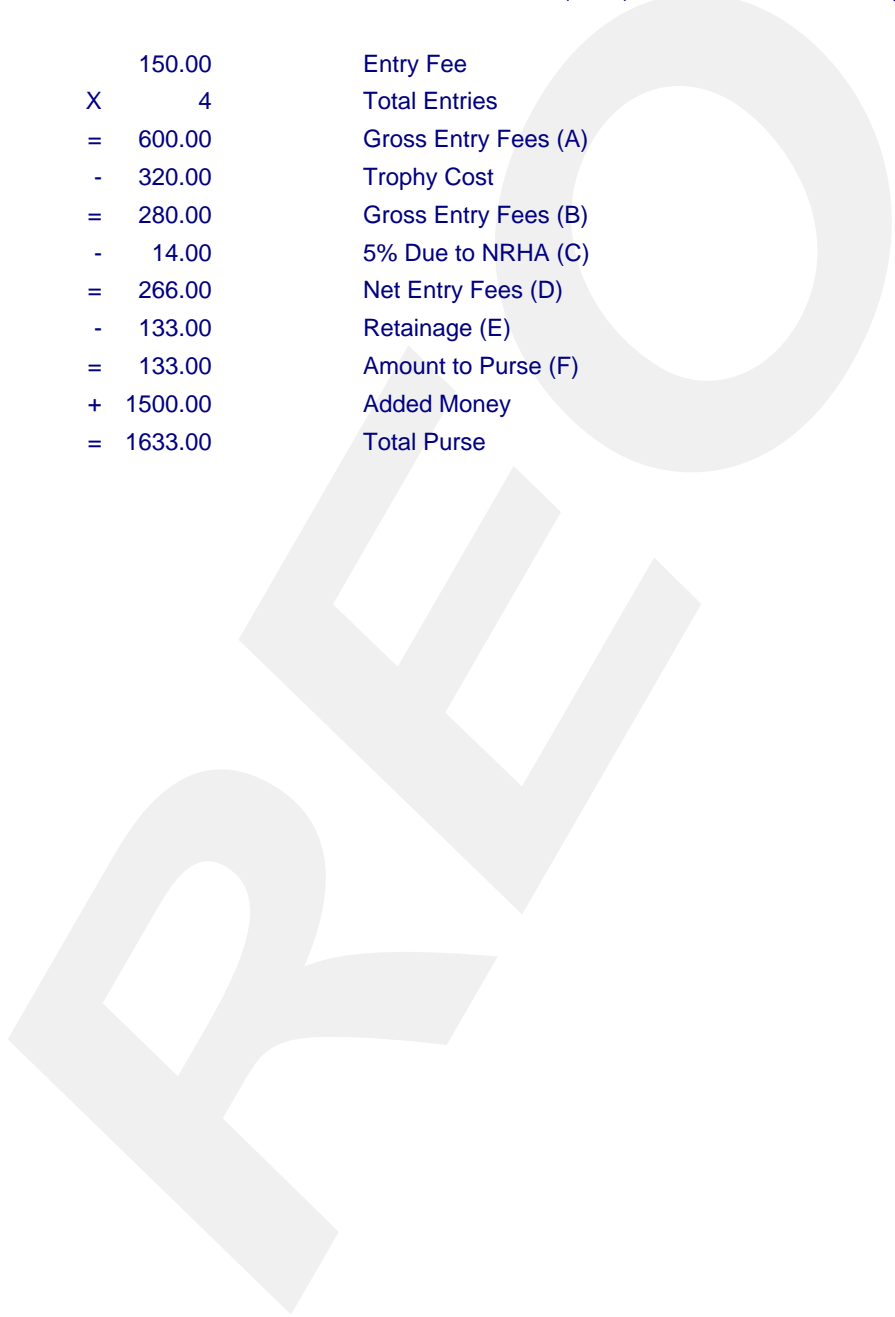 150.00 Entry Fee
X 4 Total Entries
= 600.00 Gross Entry Fees (A)
- 320.00 Trophy Cost
= 280.00 Gross Entry Fees (B)
- 14.00 5% Due to NRHA (C)
= 266.00 Net Entry Fees (D)
- 133.00 Retainage (E)
= 133.00 Amount to Purse (F)
+ 1500.00 Added Money
= 1633.00 Total Purse
REO